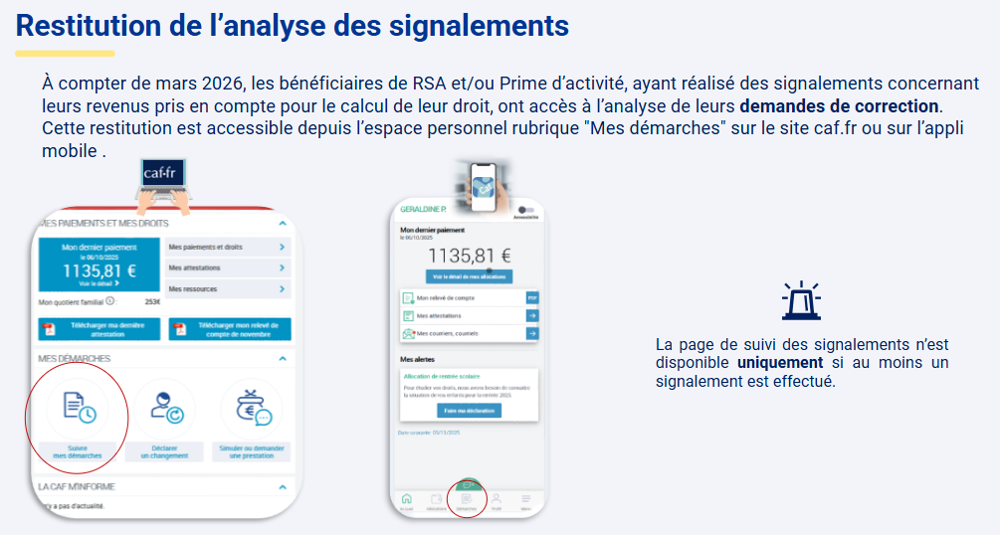 Restitution de l’analyse des signalements
À compter de mars 2026, les bénéficiaires de RSA et/ou Prime d’activité, ayant réalisé des signalements concernant
leurs revenus pris en compte pour le calcul de leur droit, ont accès à l’analyse de leurs demandes de correction.
Cette restitution est accessible depuis l’espace personnel rubrique "Mes démarches" sur le site caf.fr ou sur l’appli
mobile .
caf.fr
MES PAIEMENTS ET MES DROITS
Mon dernier paiement
le 06/10/2025
1135,81 €
Voir le détail
Mes paiements et droits
Mes attestations
Mes ressources
Mon quotient familial : 253€
Télécharger ma dernière
attestation
Télécharger mon relevé de
compte de novembre
MES DÉMARCHES
Suivre
mes démarches
Déclarer
un changement
Simuler ou demander
une prestation
LA CAF M'INFORME
n'y a pas d'actualité.
GERALDINE P.
Accessibilité
Mon dernier paiement
le 06/10/2025
1135,81 €
Voir le détail de mes allocations
Mon relevé de compte
PDF
Mes attestations
Mes courriers, courriels
Mes alertes
Allocation de rentrée scolaire
Pour étudier vos droits, nous avons besoin de connaître
la situation de vos enfants pour la rentrée 2025.
Faire ma déclaration
Date courante: 03/11/2025
Accueil
Démarches
Profil
Menu
La page de suivi des signalements n’est
disponible uniquement si au moins un
signalement est effectué.